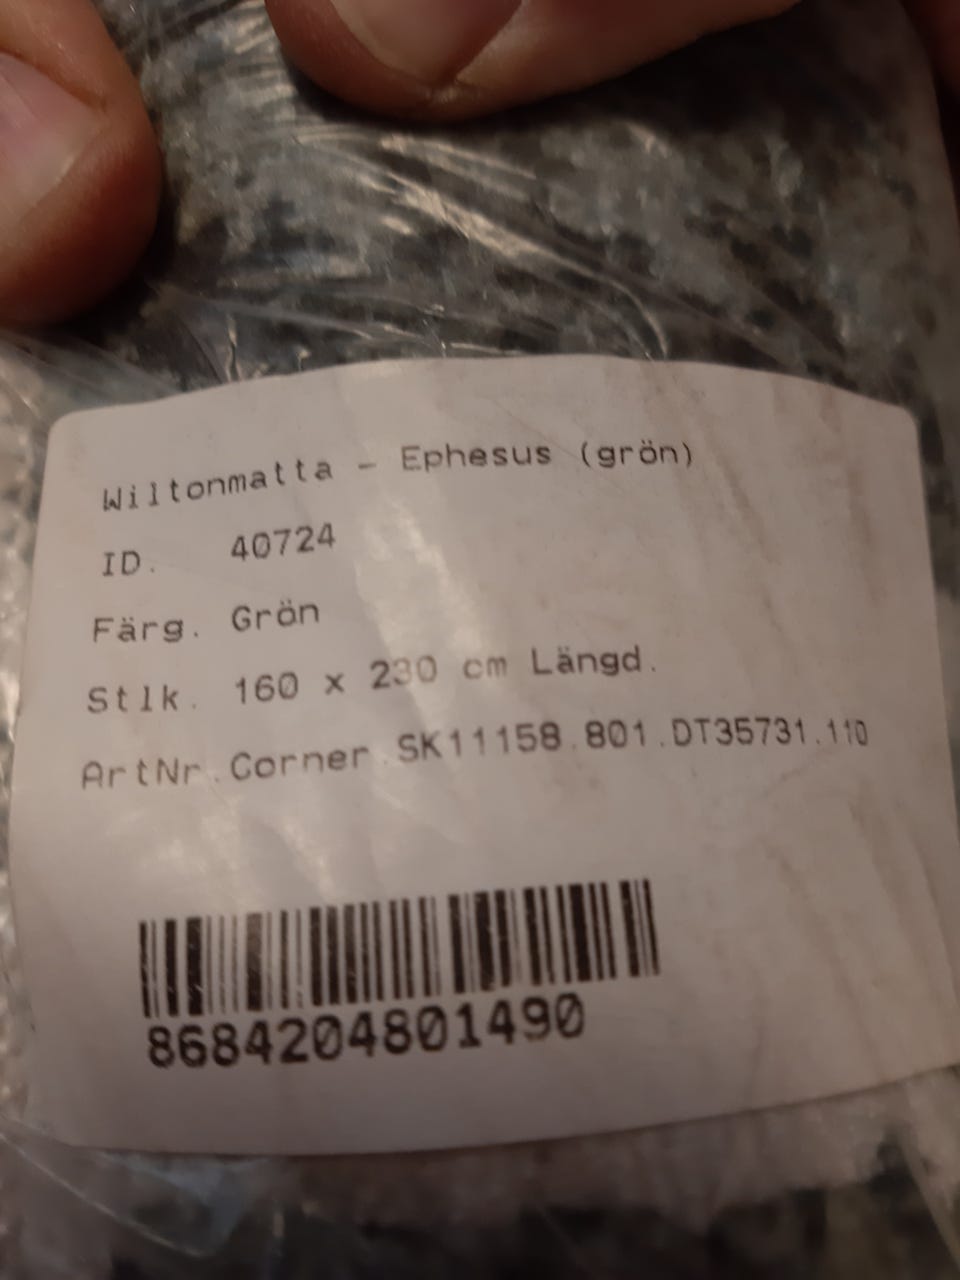 Wiltonmatta - Ephesus (grön)
ID. 40724
Färg. Grön
Stlk. 160 x 230 cm Längd.
ArtNr.Corner.SK11158.801.DT35731.110
8684204801490